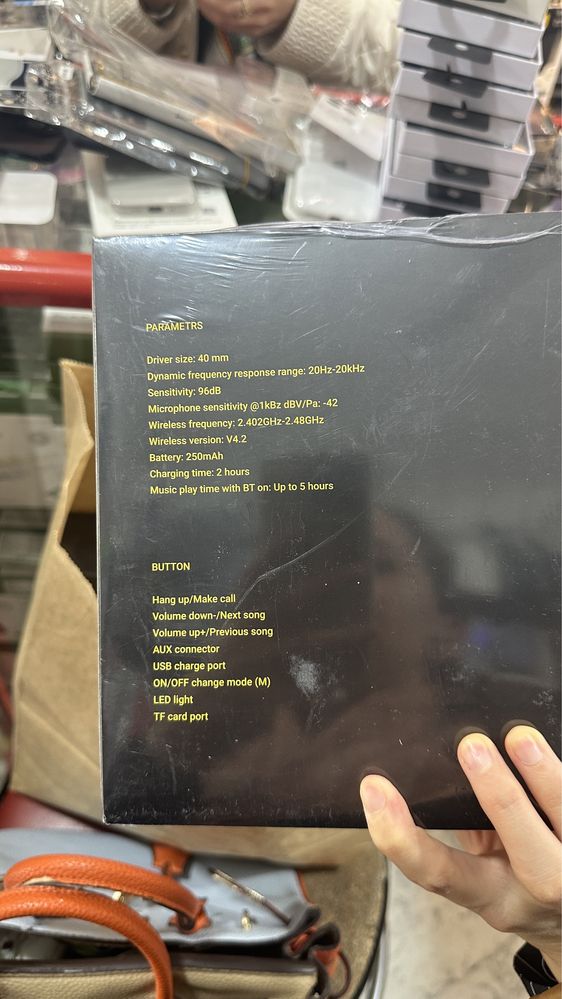 PARAMETRS
Driver size: 40 mm
Dynamic frequency response range: 20Hz-20kHz
Sensitivity: 96dB
Microphone sensitivity @1kBz dBV/Pa: -42
Wireless frequency: 2.402GHz-2.48GHz
Wireless version: V4.2
Battery: 250mAh
Charging time: 2 hours
Music play time with BT on: Up to 5 hours
BUTTON
Hang up/Make call
Volume down-/Next song
Volume up+/Previous song
AUX connector
USB charge port
ON/OFF change mode (M)
LED light
TF card port